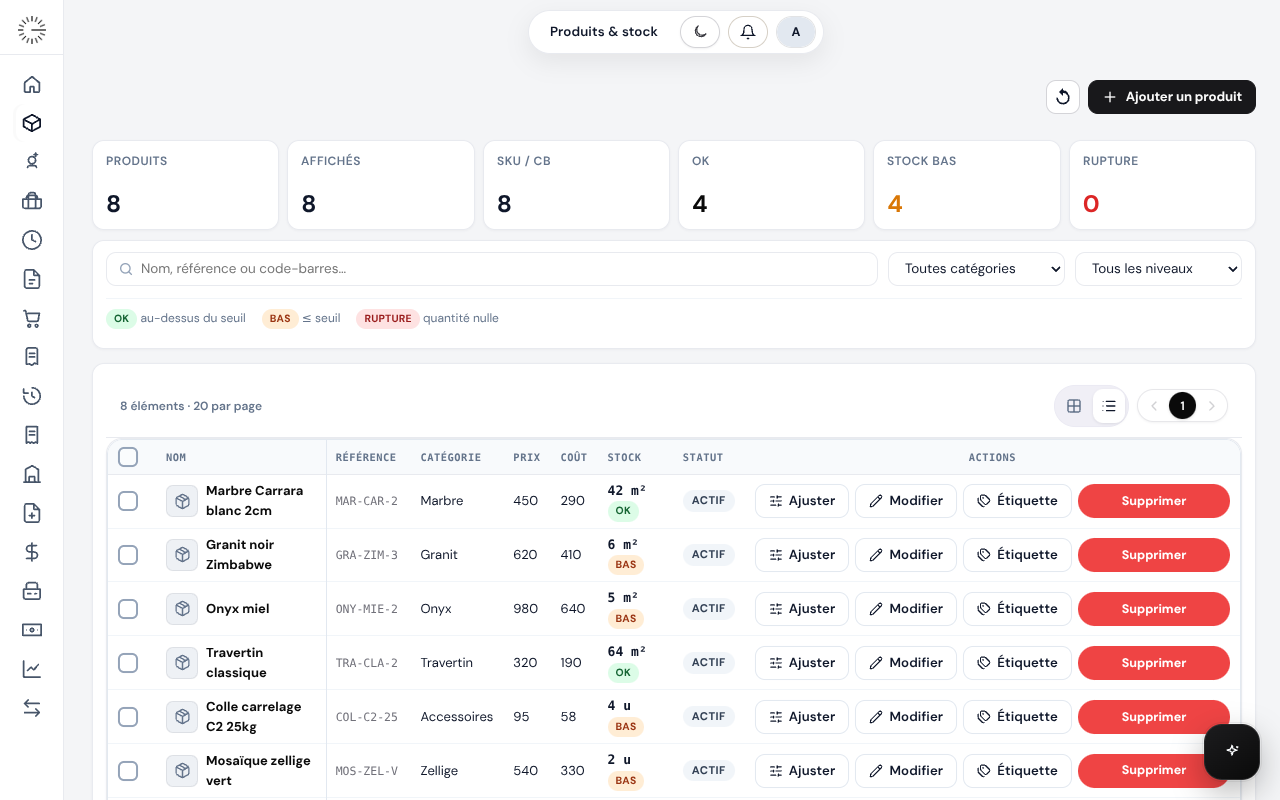 Produits & stock
A
Ajouter un produit
PRODUITS
8
AFFICHÉS
8
SKU / CB
8
OK
4
STOCK BAS
4
RUPTURE
0
Nom, référence ou code-barres...
Toutes catégories
Tous les niveaux
OK au-dessus du seuil BAS ≤ seuil RUPTURE quantité nulle
8 éléments · 20 par page
1
NOM RÉFÉRENCE CATÉGORIE PRIX COÛT STOCK STATUT ACTIONS
Marbre Carrara blanc 2cm MAR-CAR-2 Marbre 450 290 42 m² OK ACTIF Ajuster Modifier Étiquette Supprimer
Granit noir Zimbabwe GRA-ZIM-3 Granit 620 410 6 m² BAS ACTIF Ajuster Modifier Étiquette Supprimer
Onyx miel ONY-MIE-2 Onyx 980 640 5 m² BAS ACTIF Ajuster Modifier Étiquette Supprimer
Travertin classique TRA-CLA-2 Travertin 320 190 64 m² OK ACTIF Ajuster Modifier Étiquette Supprimer
Colle carrelage C2 25kg COL-C2-25 Accessoires 95 58 4 u BAS ACTIF Ajuster Modifier Étiquette Supprimer
Mosaïque zellige vert MOS-ZEL-V Zellige 540 330 2 u BAS ACTIF Ajuster Modifier Étiquette Supprimer